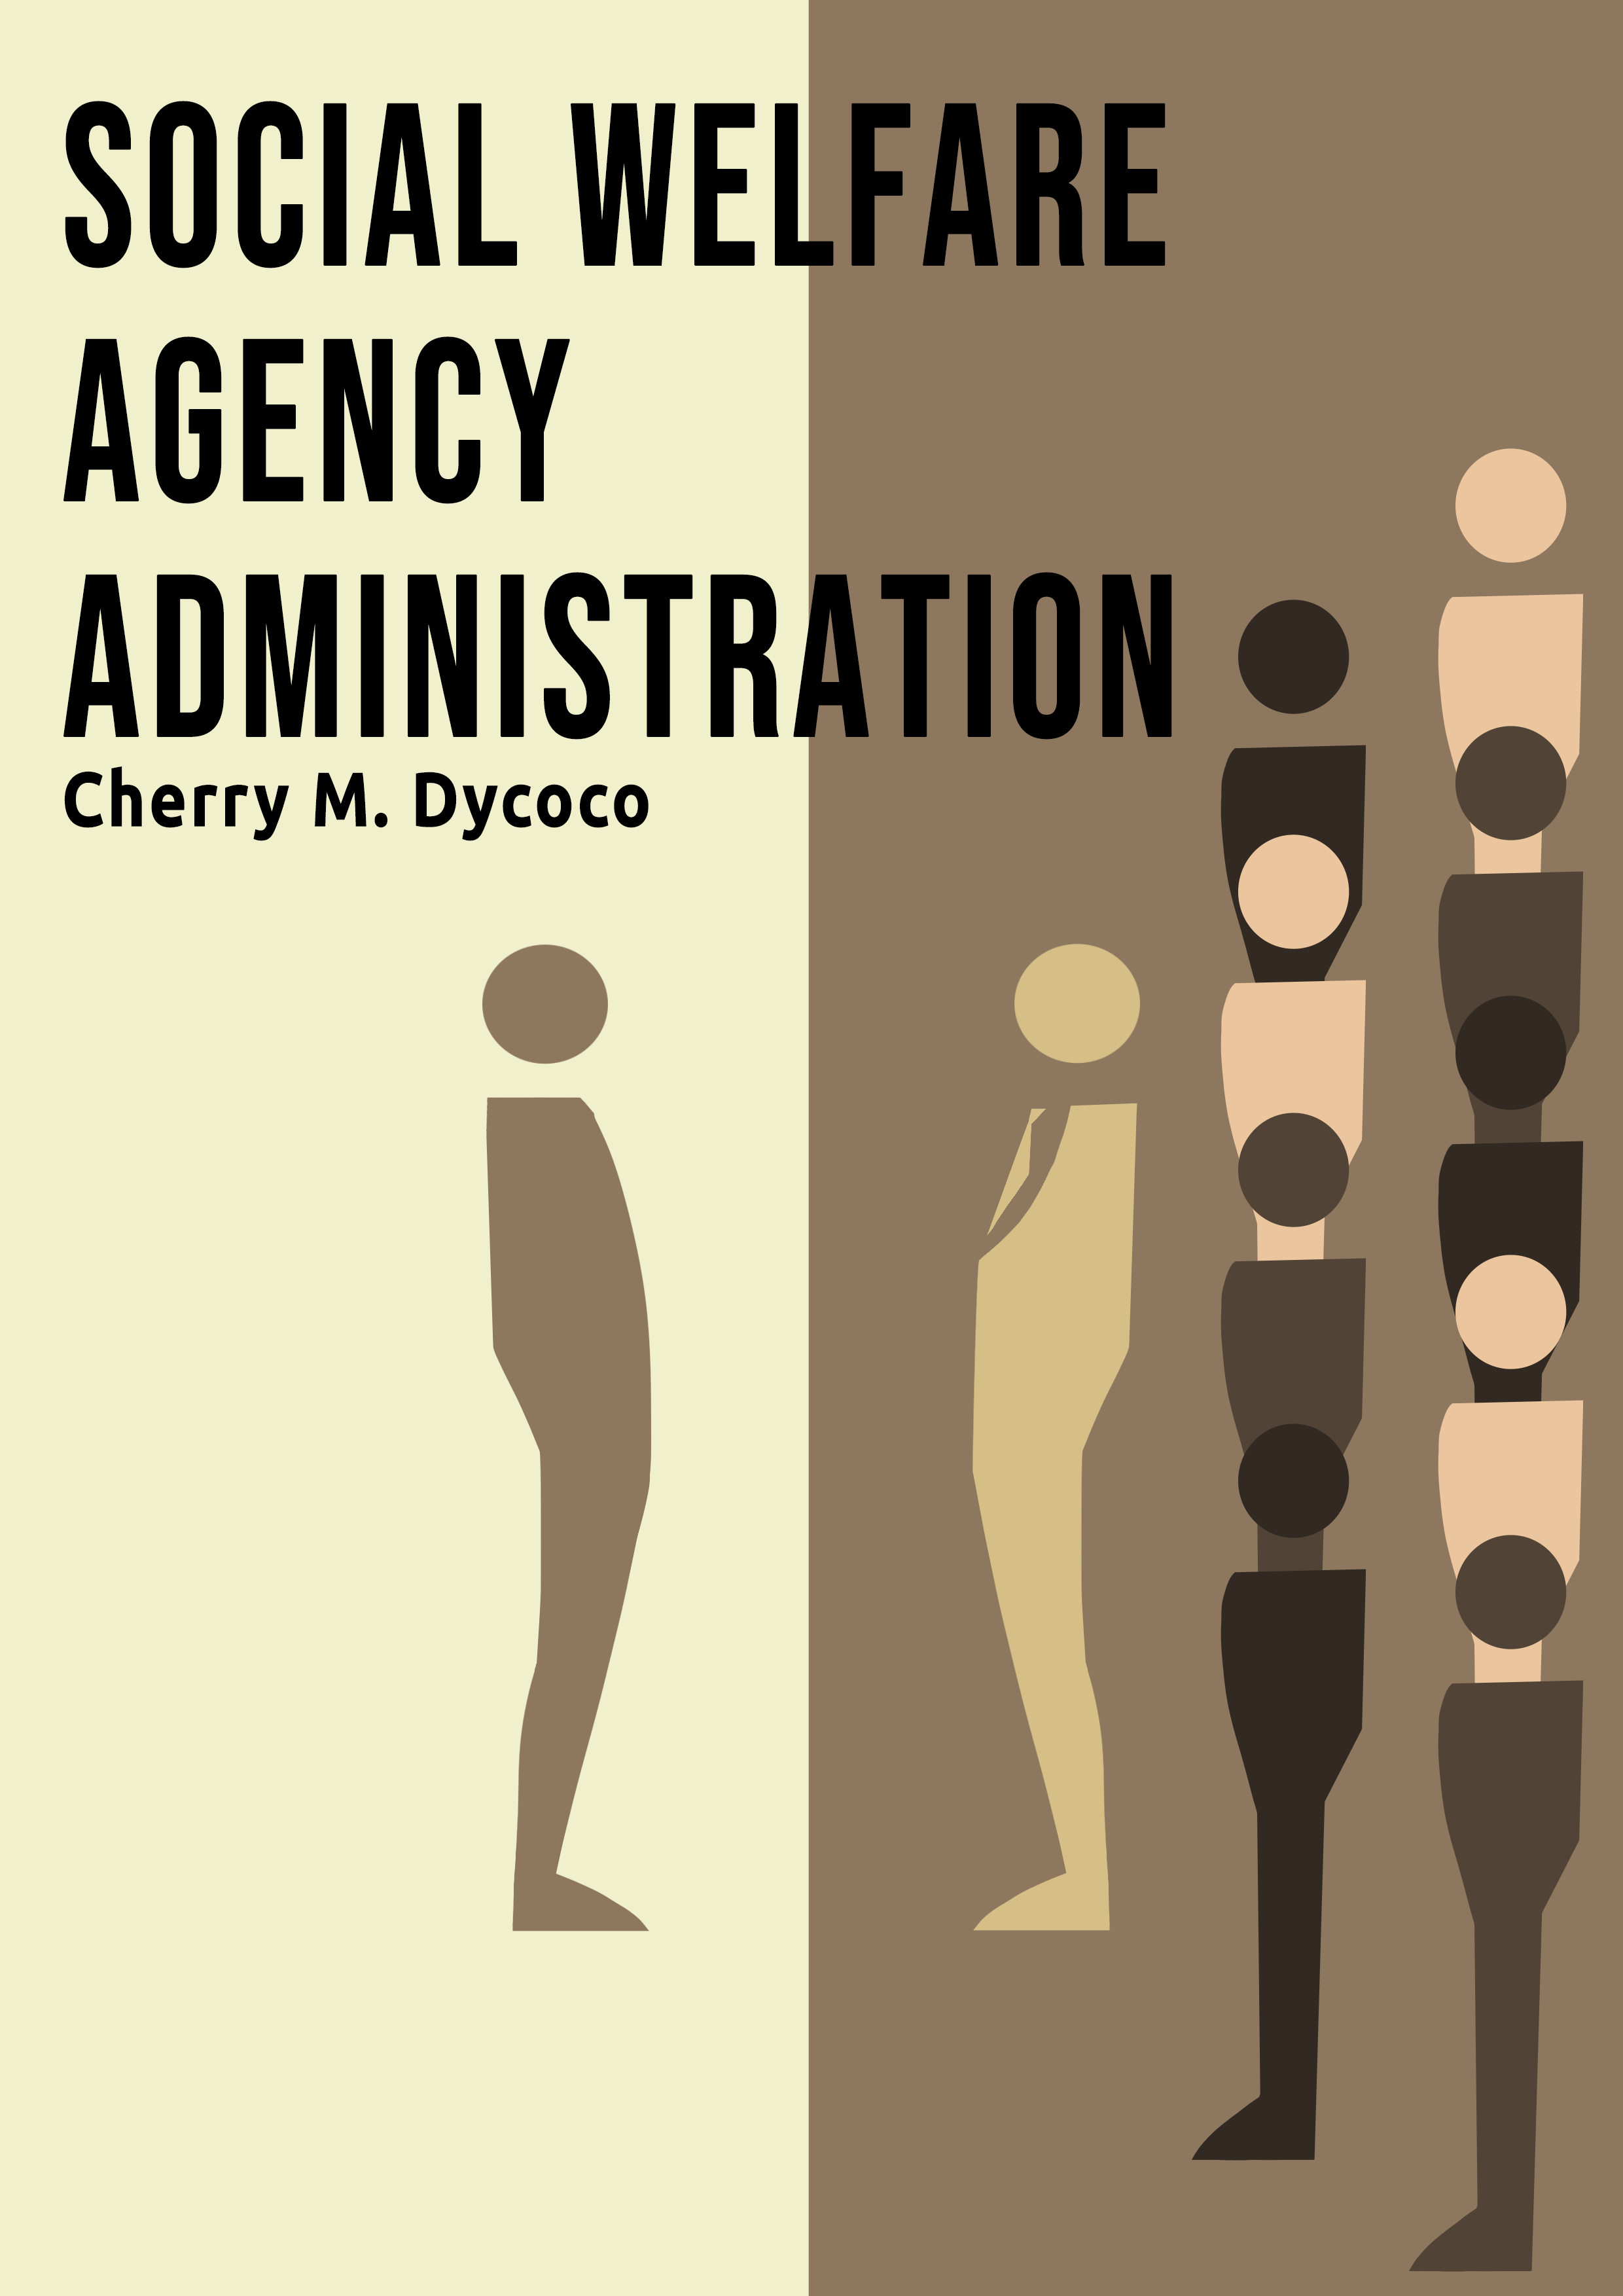 SOCIAL WELFARE
AGENCY
ADMINISTRATION
Cherry M. Dycoco